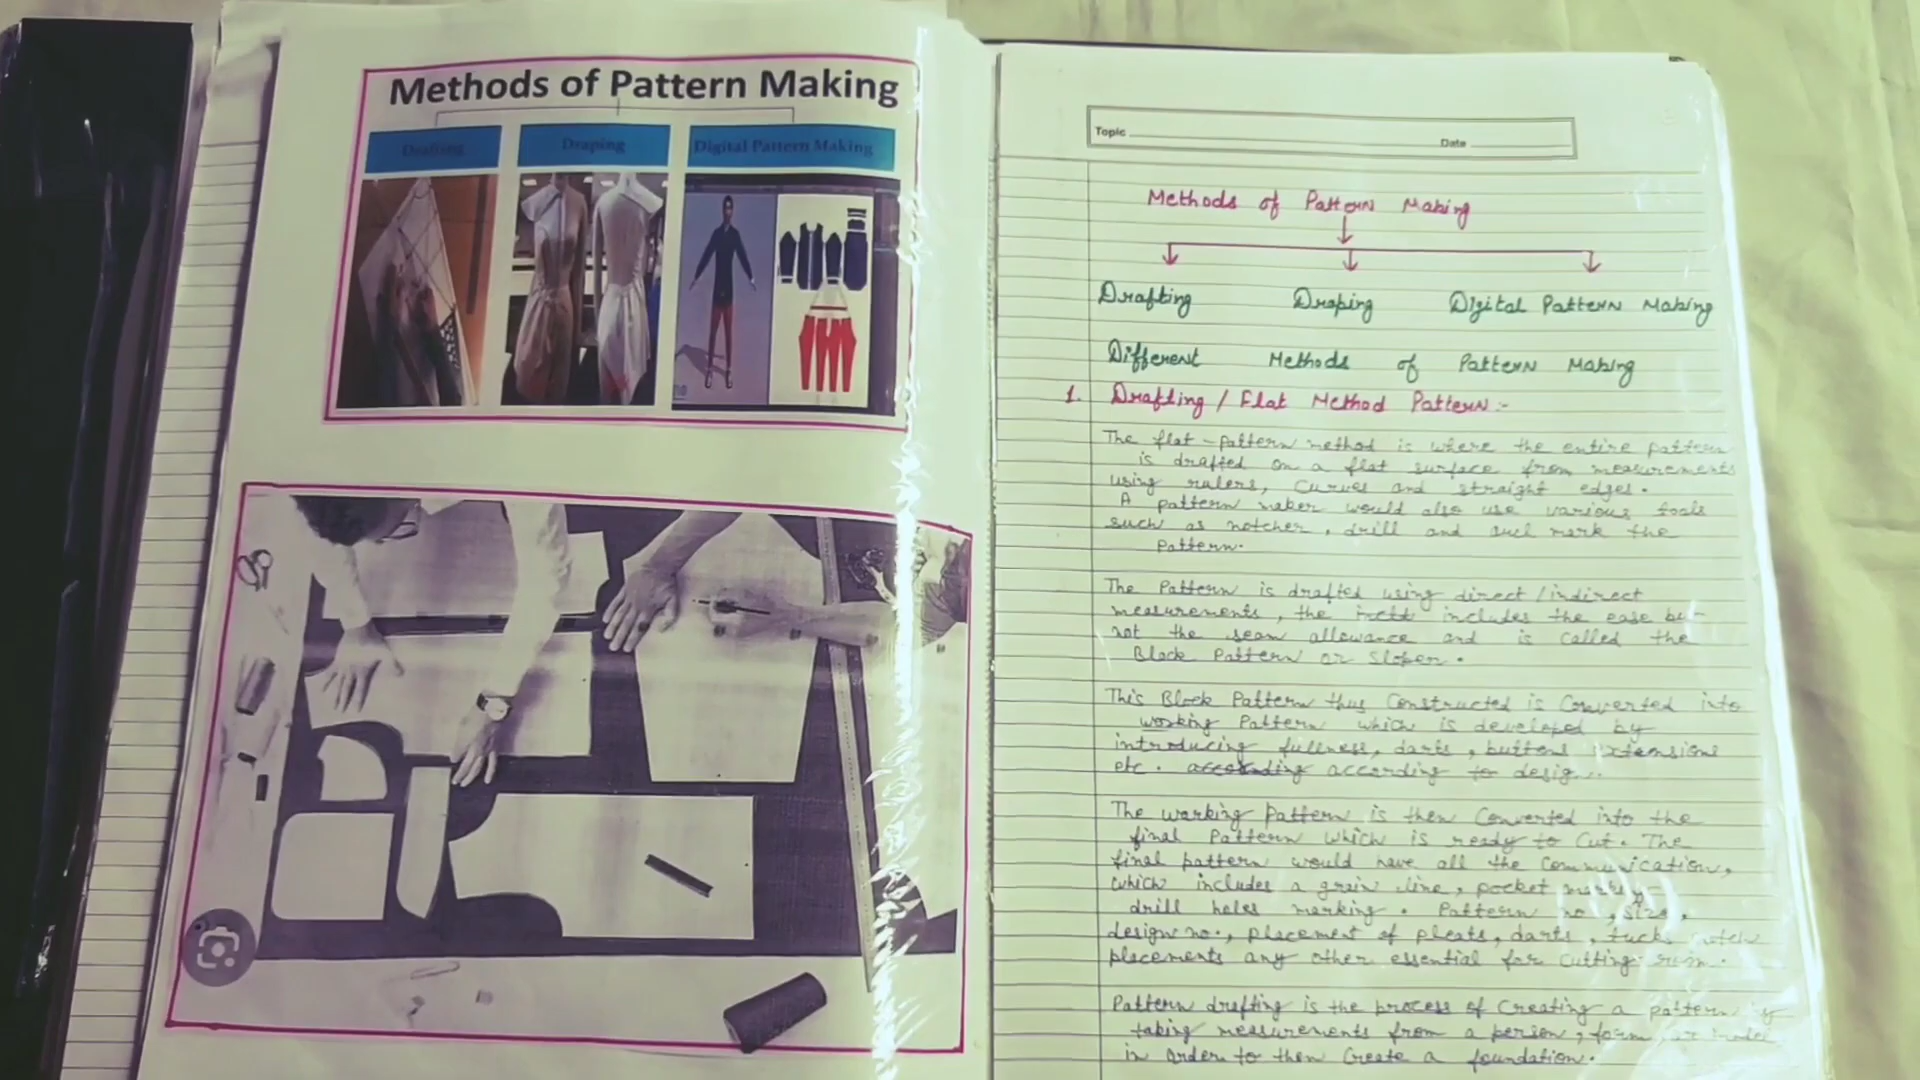 Methods of Pattern Making
Drafting
Draping
Digital Pattern Making
Topic
Date
Methods of Pattern Making
Drafting Draping Digital Pattern Making
Different Methods of Pattern Making
1. Drafting / Flat Method Pattern :-
The flat - pattern method is where the entire pattern
is drafted on a flat surface from measurements
using rulers, curves and straight edges.
A pattern maker would also use various tools
such as notcher, drill and awl mark the
pattern.
The Pattern is drafted using direct / indirect
measurements, the includes the ease but
not the seam allowance and is called the
Block Pattern or Sloper.
This Block Pattern thus Constructed is Converted into
working Pattern which is developed by
introducing fullness, darts, buttons extensions
etc. according according to
The working pattern is then Converted into the
final Pattern which is ready to Cut. The
final pattern would have all the Communication,
which includes a grain line, pocket
drill holes marking. Pattern no, size,
design no., placement of pleats, darts, tucks
placements any other essential for cutting room.
Pattern drafting is the process of Creating a pattern by
taking measurements from a person, form, or model
in order to then Create a foundation.